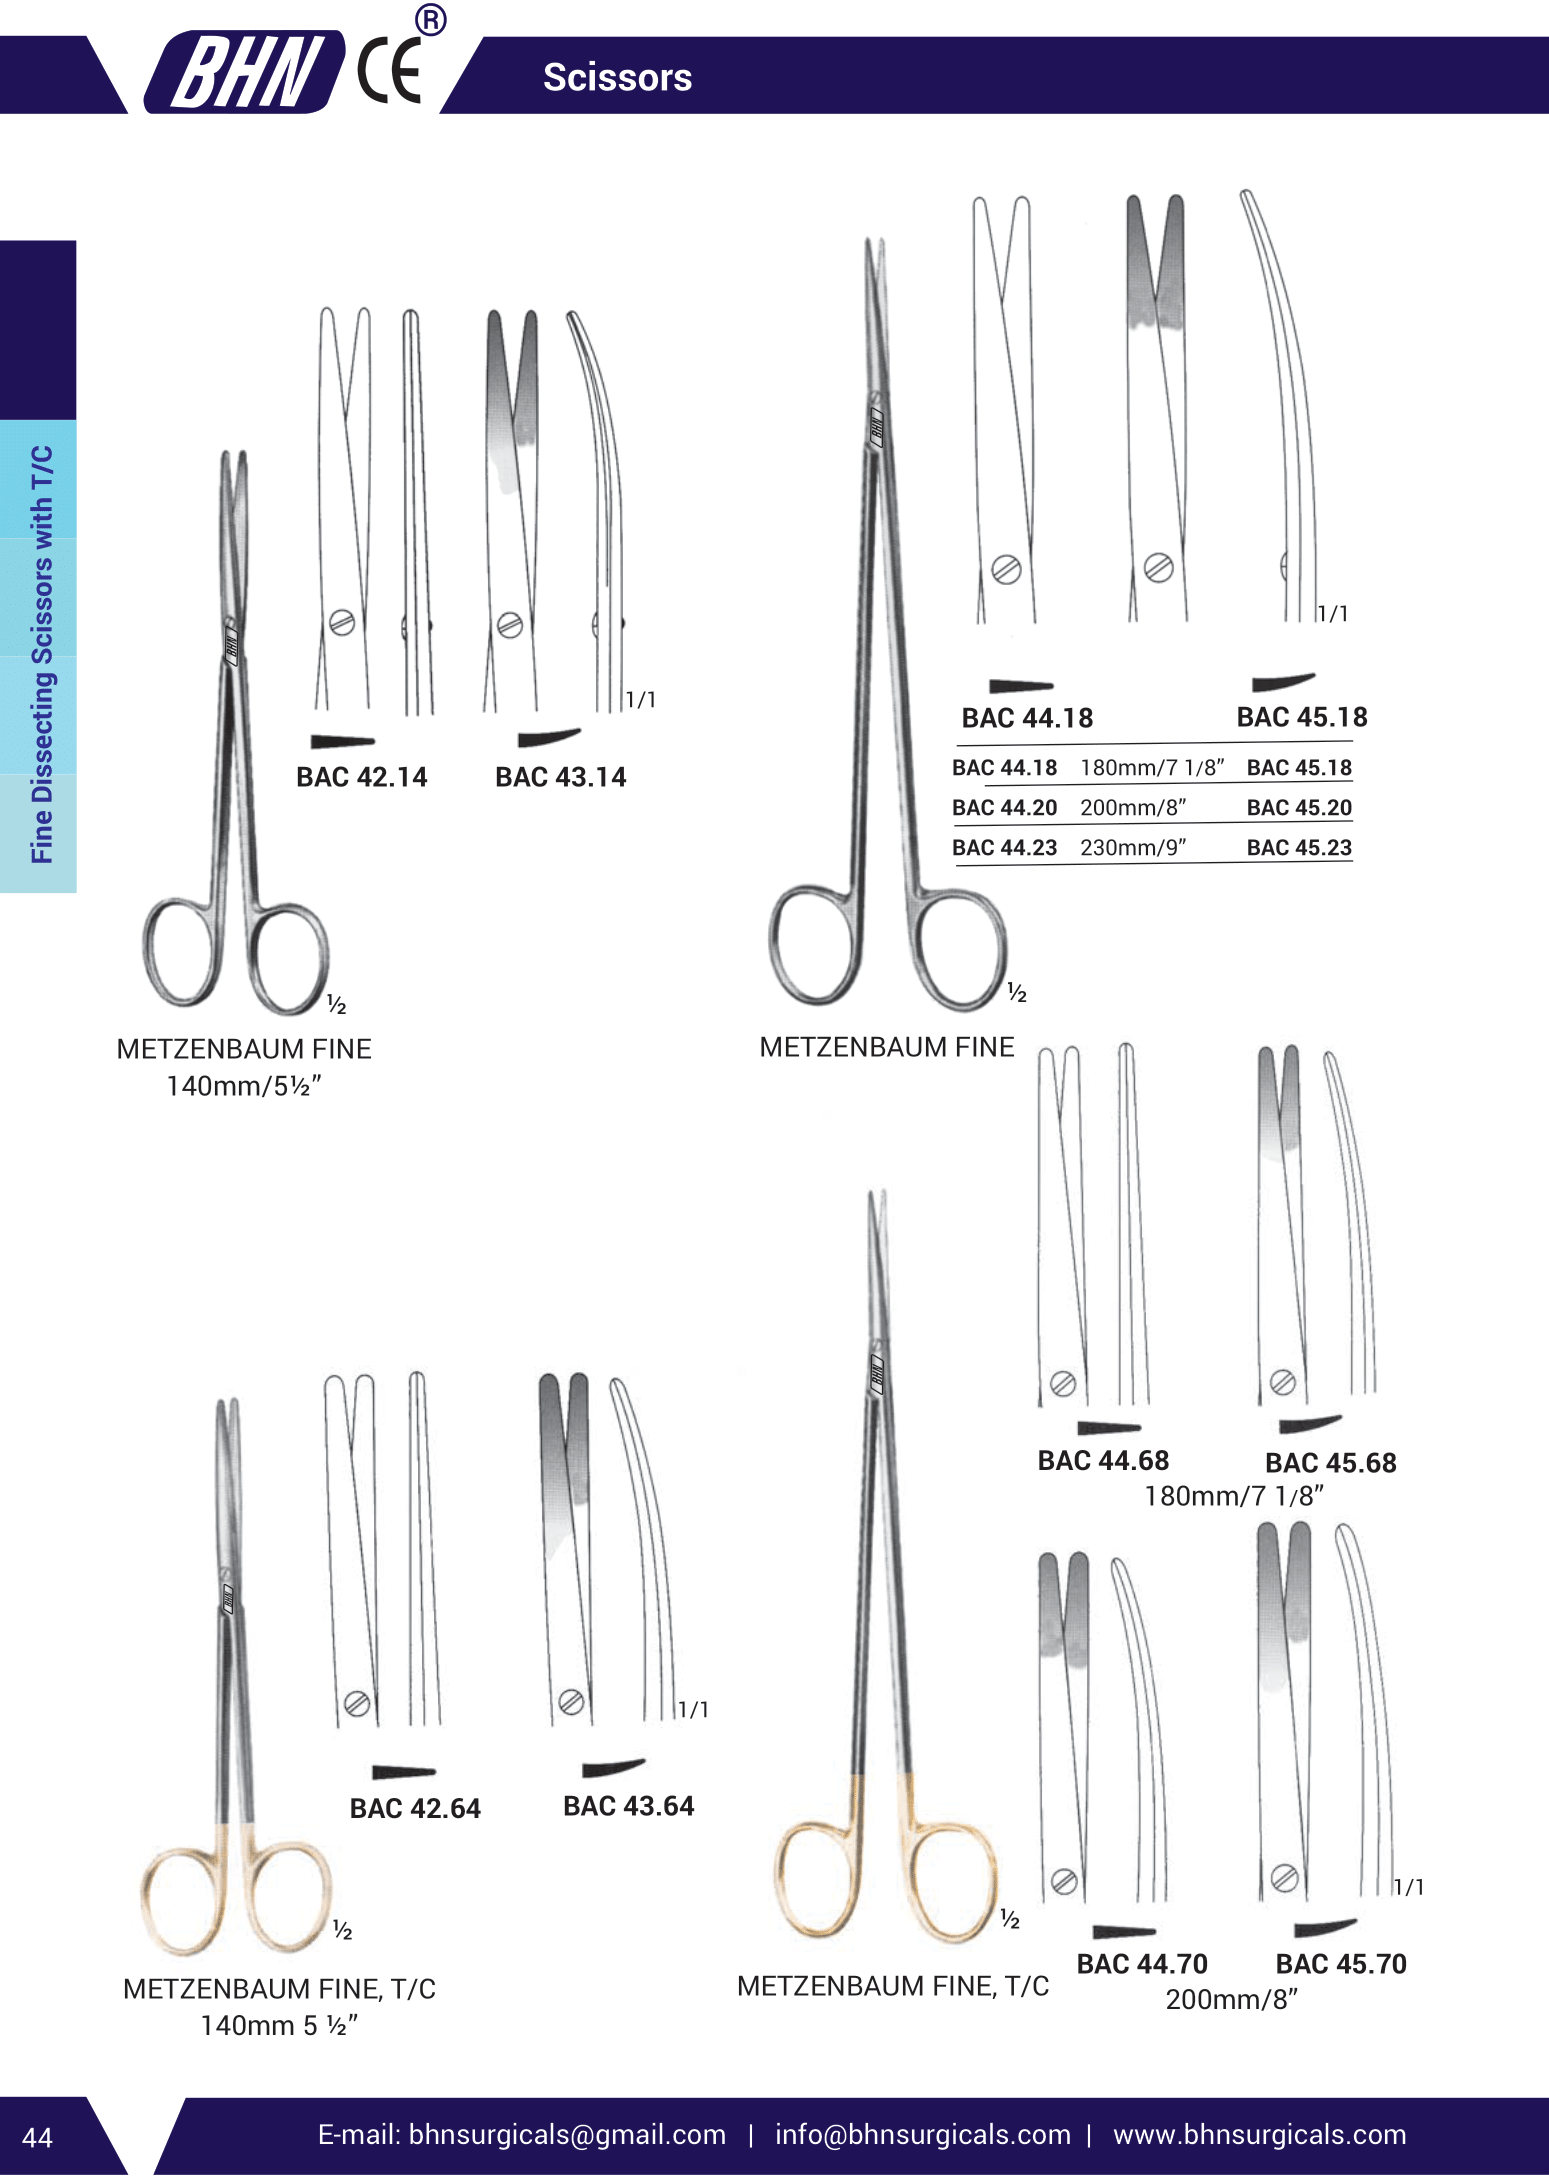 BHN CE ®
Scissors
Fine Dissecting Scissors with T/C
BHN
1/1
BAC 42.14 BAC 43.14
½
METZENBAUM FINE
140mm/5½”
BHN
1/1
BAC 44.18 BAC 45.18
BAC 44.18 180mm/7 1/8” BAC 45.18
BAC 44.20 200mm/8” BAC 45.20
BAC 44.23 230mm/9” BAC 45.23
½
METZENBAUM FINE
BHN
1/1
BAC 42.64 BAC 43.64
½
METZENBAUM FINE, T/C
140mm 5 ½”
BHN
BAC 44.68 BAC 45.68
180mm/7 1/8”
1/1
½
BAC 44.70 BAC 45.70
METZENBAUM FINE, T/C
200mm/8”
44
E-mail: bhnsurgicals@gmail.com | info@bhnsurgicals.com | www.bhnsurgicals.com